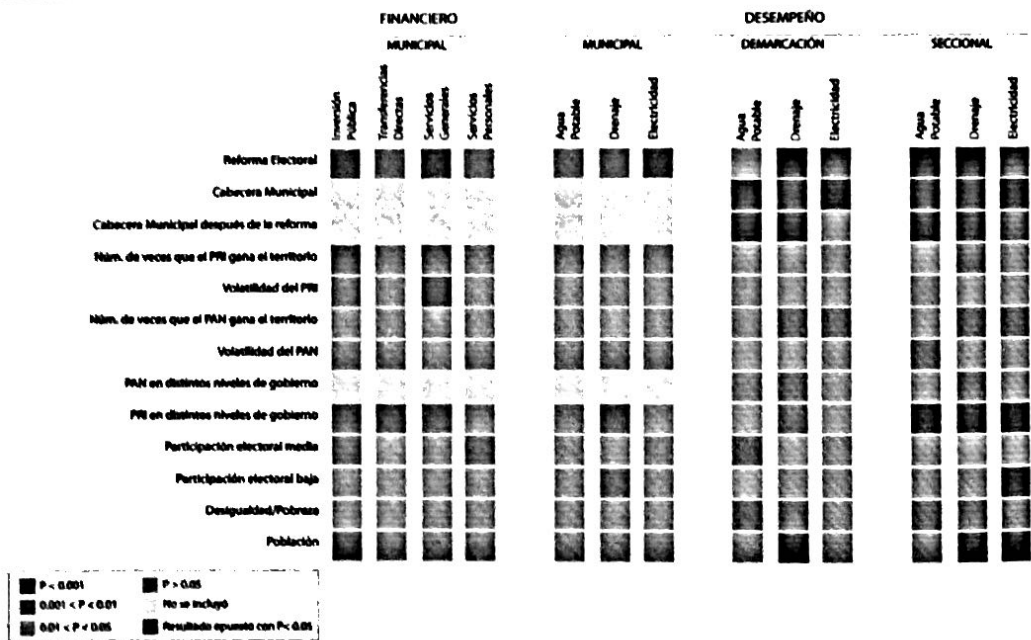 FINANCIERO
DESEMPEÑO
MUNICIPAL
MUNICIPAL
DEMARCACIÓN
SECCIONAL
Inversión
Pública
Transferencias
Directas
Servicios
Generales
Servicios
Personales
Agua
Potable
Drenaje
Electricidad
Agua
Potable
Drenaje
Electricidad
Agua
Potable
Drenaje
Electricidad
Reforma Electoral
Cabecera Municipal
Cabecera Municipal después de la reforma
Núm. de veces que el PRI gana el territorio
Volatilidad del PRI
Núm. de veces que el PAN gana el territorio
Volatilidad del PAN
PAN en distintos niveles de gobierno
PRI en distintos niveles de gobierno
Participación electoral media
Participación electoral baja
Desigualdad/Pobreza
Población
P < 0.001
P > 0.05
0.001 < P < 0.01
No se incluyó
0.01 < P < 0.05
Resultado opuesto con P < 0.05